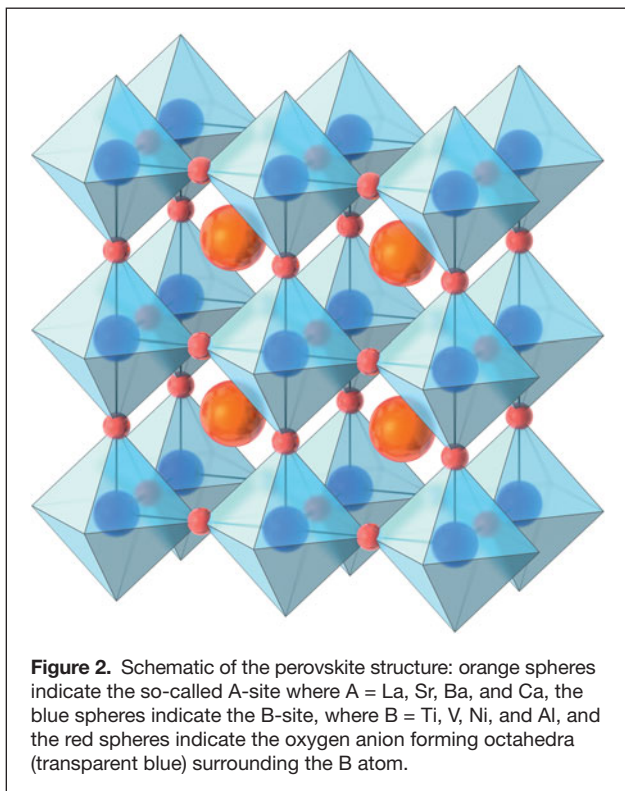 Figure 2. Schematic of the perovskite structure: orange spheres
indicate the so-called A-site where A = La, Sr, Ba, and Ca, the
blue spheres indicate the B-site, where B = Ti, V, Ni, and Al, and
the red spheres indicate the oxygen anion forming octahedra
(transparent blue) surrounding the B atom.